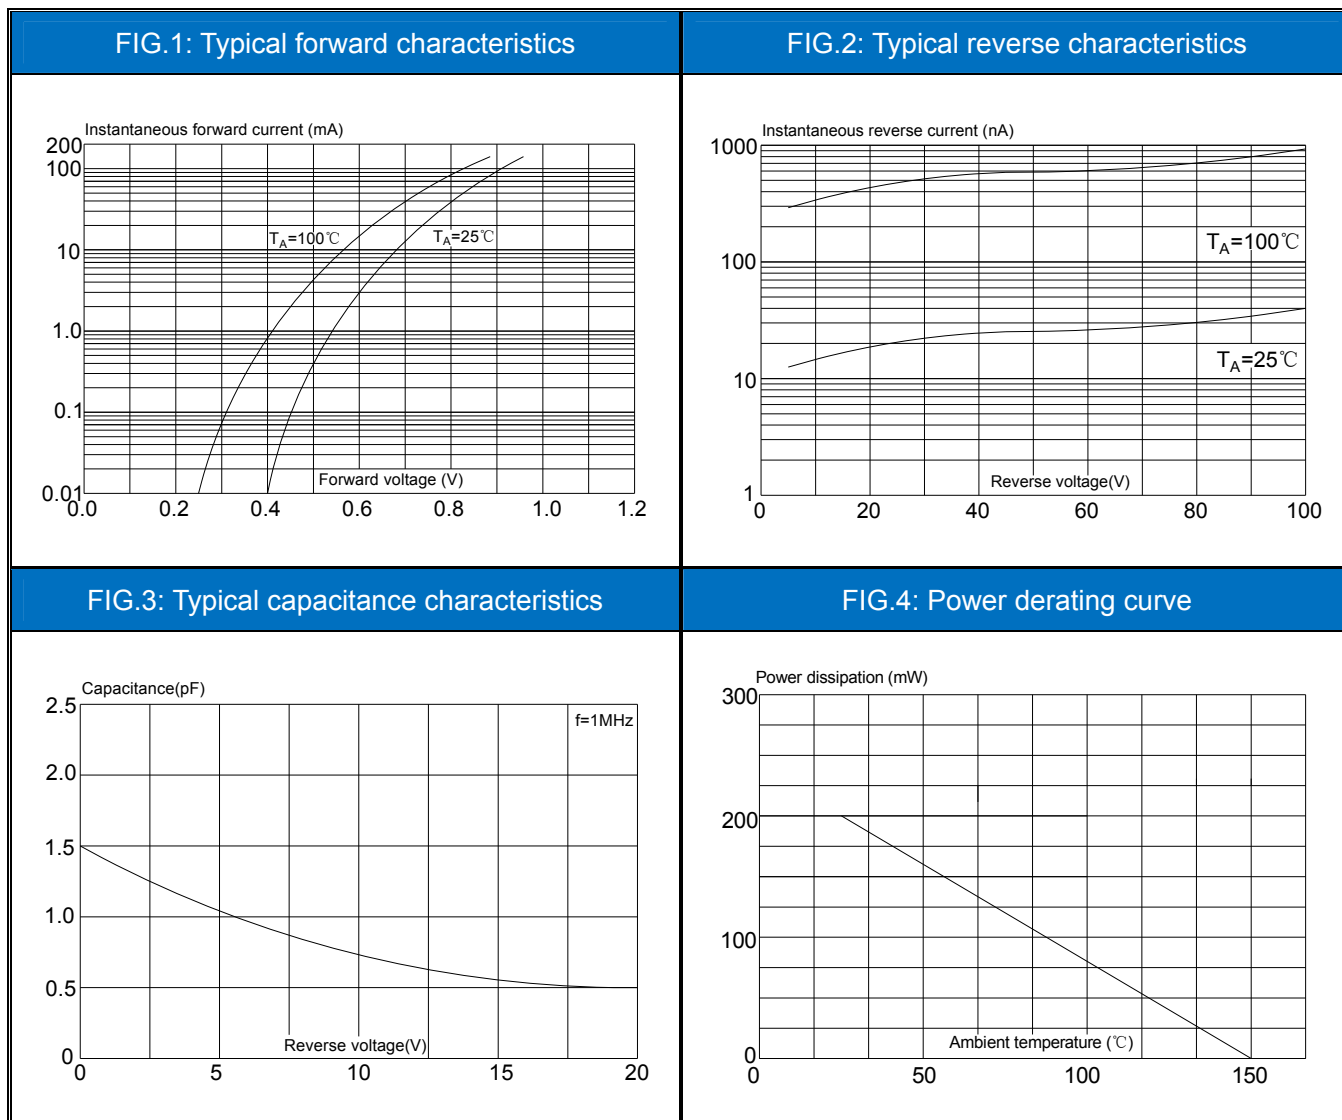 FIG.1: Typical forward characteristics
Instantaneous forward current (mA)
200
100
10
1.0
0.1
0.01
T_A=100℃
T_A=25℃
Forward voltage (V)
0.0 0.2 0.4 0.6 0.8 1.0 1.2
FIG.2: Typical reverse characteristics
Instantaneous reverse current (nA)
1000
100
10
1
T_A=100℃
T_A=25℃
Reverse voltage(V)
0 20 40 60 80 100
FIG.3: Typical capacitance characteristics
Capacitance(pF)
f=1MHz
2.5
2.0
1.5
1.0
0.5
0
Reverse voltage(V)
0 5 10 15 20
FIG.4: Power derating curve
Power dissipation (mW)
300
200
100
0
Ambient temperature (℃)
0 50 100 150